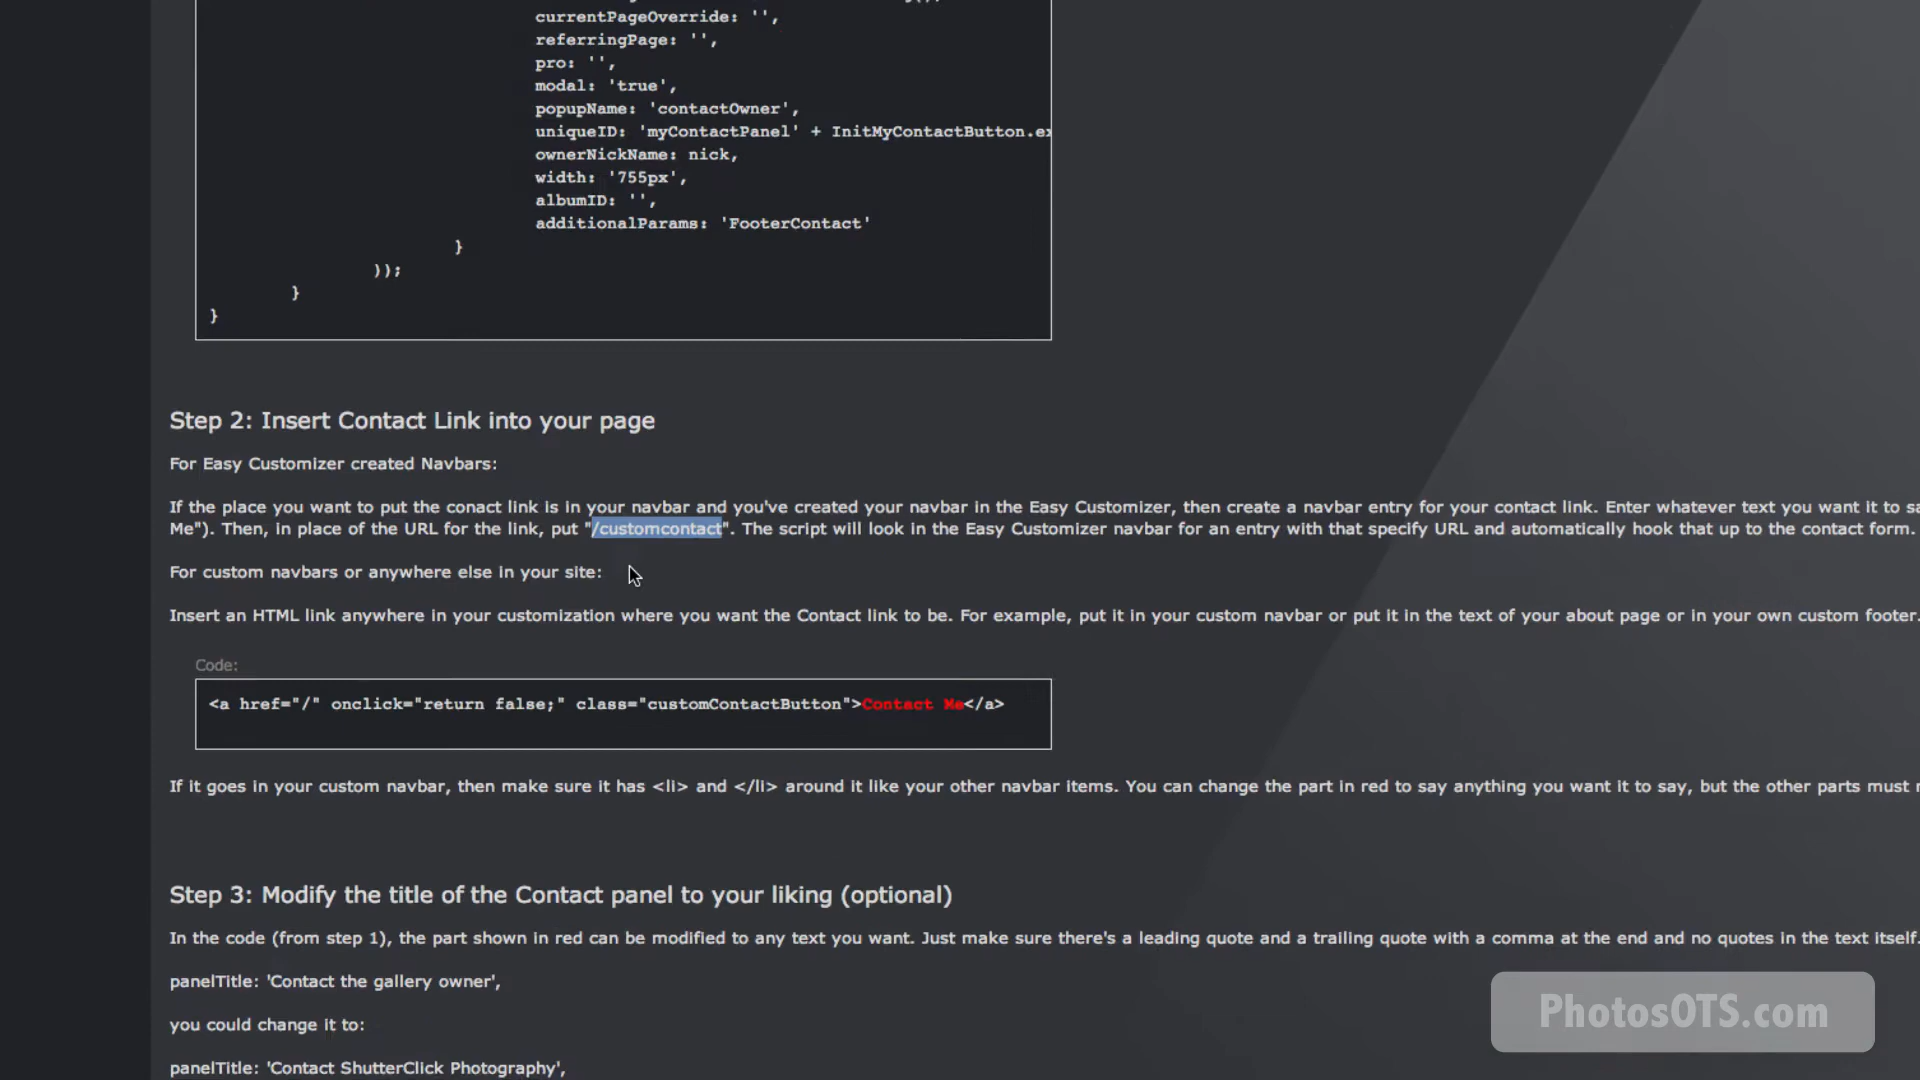 currentPageOverride: '',
referringPage: '',
pro: '',
modal: 'true',
popupName: 'contactOwner',
uniqueID: 'myContactPanel' + InitMyContactButton.ex
ownerNickName: nick,
width: '755px',
albumID: '',
additionalParams: 'FooterContact'
}
));
}
}
Step 2: Insert Contact Link into your page
For Easy Customizer created Navbars:
If the place you want to put the conact link is in your navbar and you've created your navbar in the Easy Customizer, then create a navbar entry for your contact link. Enter whatever text you want it to sa
Me"). Then, in place of the URL for the link, put "/customcontact". The script will look in the Easy Customizer navbar for an entry with that specify URL and automatically hook that up to the contact form.
For custom navbars or anywhere else in your site:
Insert an HTML link anywhere in your customization where you want the Contact link to be. For example, put it in your custom navbar or put it in the text of your about page or in your own custom footer.
Code:
<a href="/" onclick="return false;" class="customContactButton">Contact Me</a>
If it goes in your custom navbar, then make sure it has <li> and </li> around it like your other navbar items. You can change the part in red to say anything you want it to say, but the other parts must
Step 3: Modify the title of the Contact panel to your liking (optional)
In the code (from step 1), the part shown in red can be modified to any text you want. Just make sure there's a leading quote and a trailing quote with a comma at the end and no quotes in the text itself.
panelTitle: 'Contact the gallery owner',
you could change it to:
panelTitle: 'Contact ShutterClick Photography',
PhotosOTS.com